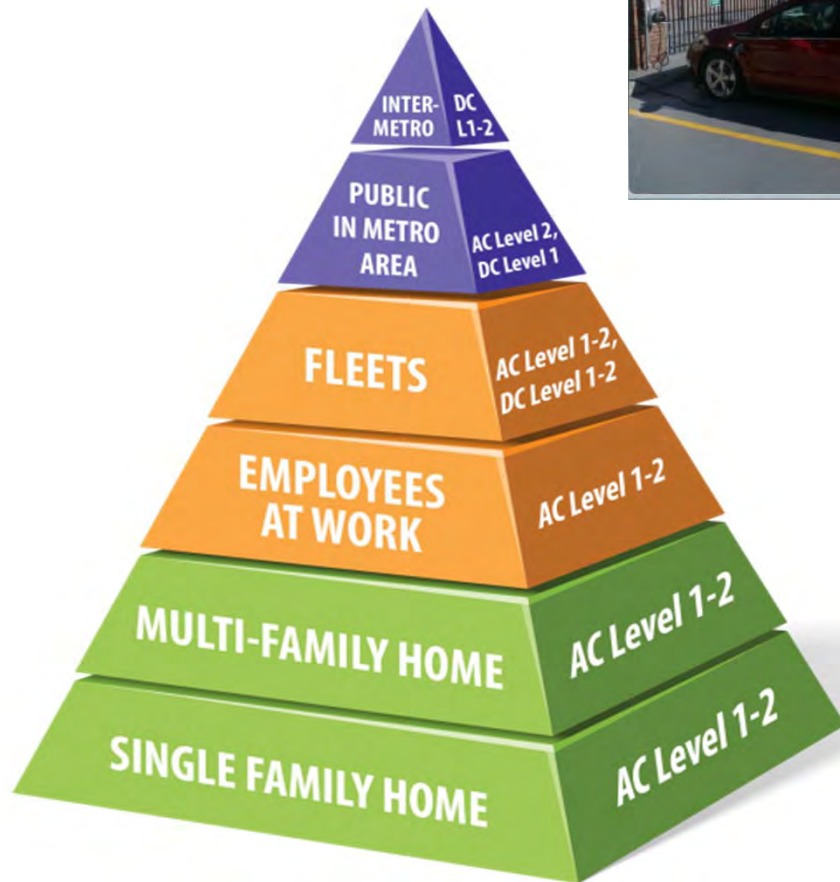 INTER-
METRO
DC
L1-2
PUBLIC
IN METRO
AREA
AC Level 2,
DC Level 1
FLEETS
AC Level 1-2,
DC Level 1-2
EMPLOYEES
AT WORK
AC Level 1-2
MULTI-FAMILY HOME
AC Level 1-2
SINGLE FAMILY HOME
AC Level 1-2